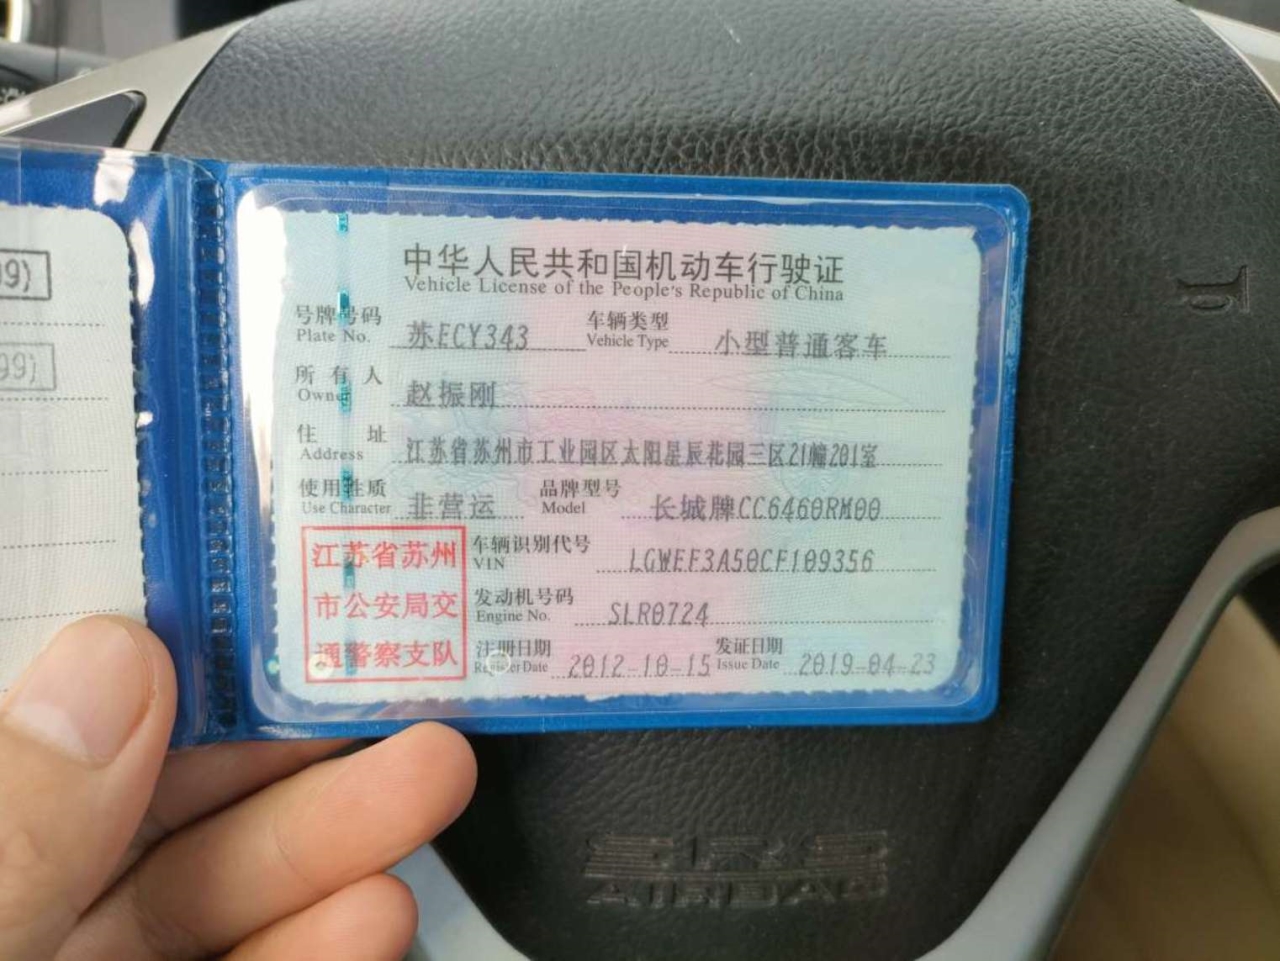 99)
99)
中华人民共和国机动车行驶证
Vehicle License of the People's Republic of China
号牌号码 苏ECY343 车辆类型 小型普通客车
Plate No. Vehicle Type
所有人 赵振刚
Owner
住址 江苏省苏州市工业园区太阳星辰花园三区21幢201室
Address
使用性质 非营运 品牌型号 长城牌CC6460RM00
Use Character Model
江苏省苏州
市公安局交
通警察支队
车辆识别代号 LGWEF3A50CF109356
VIN
发动机号码 SLR0724
Engine No.
注册日期 2012-10-15 发证日期 2019-04-23
Register Date Issue Date
SRS
AIRBAG